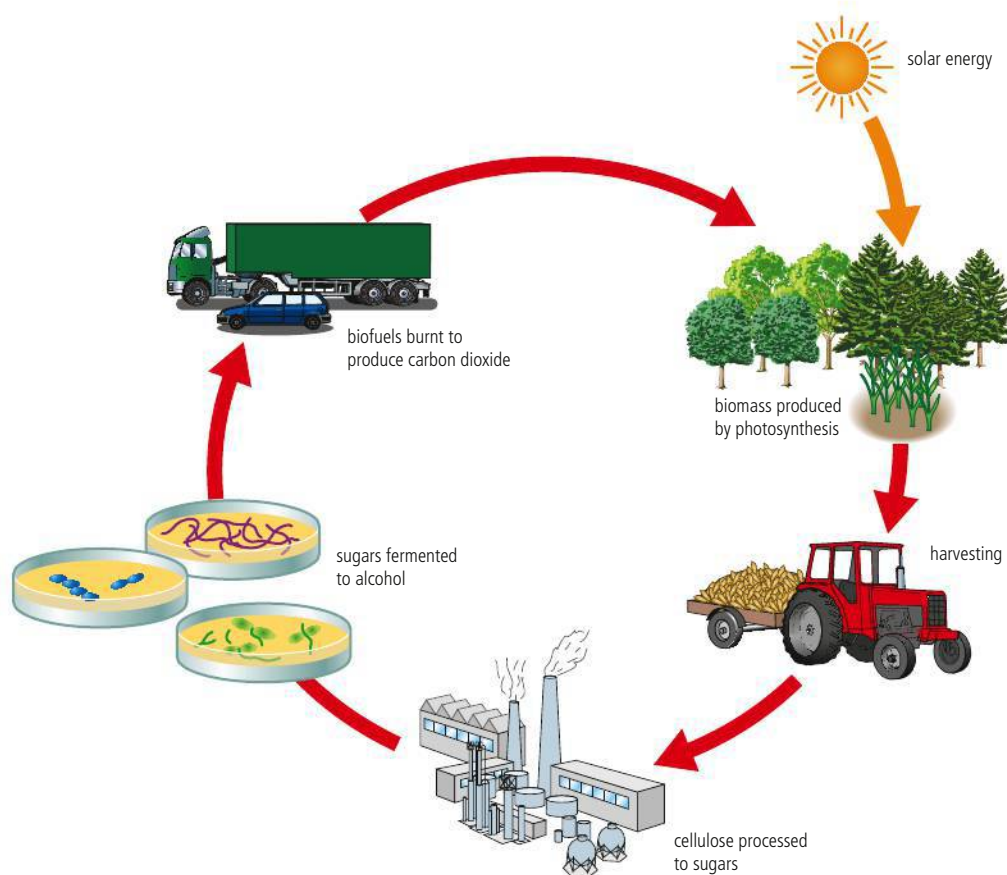 solar energy
biofuels burnt to
produce carbon dioxide
biomass produced
by photosynthesis
sugars fermented
to alcohol
harvesting
cellulose processed
to sugars